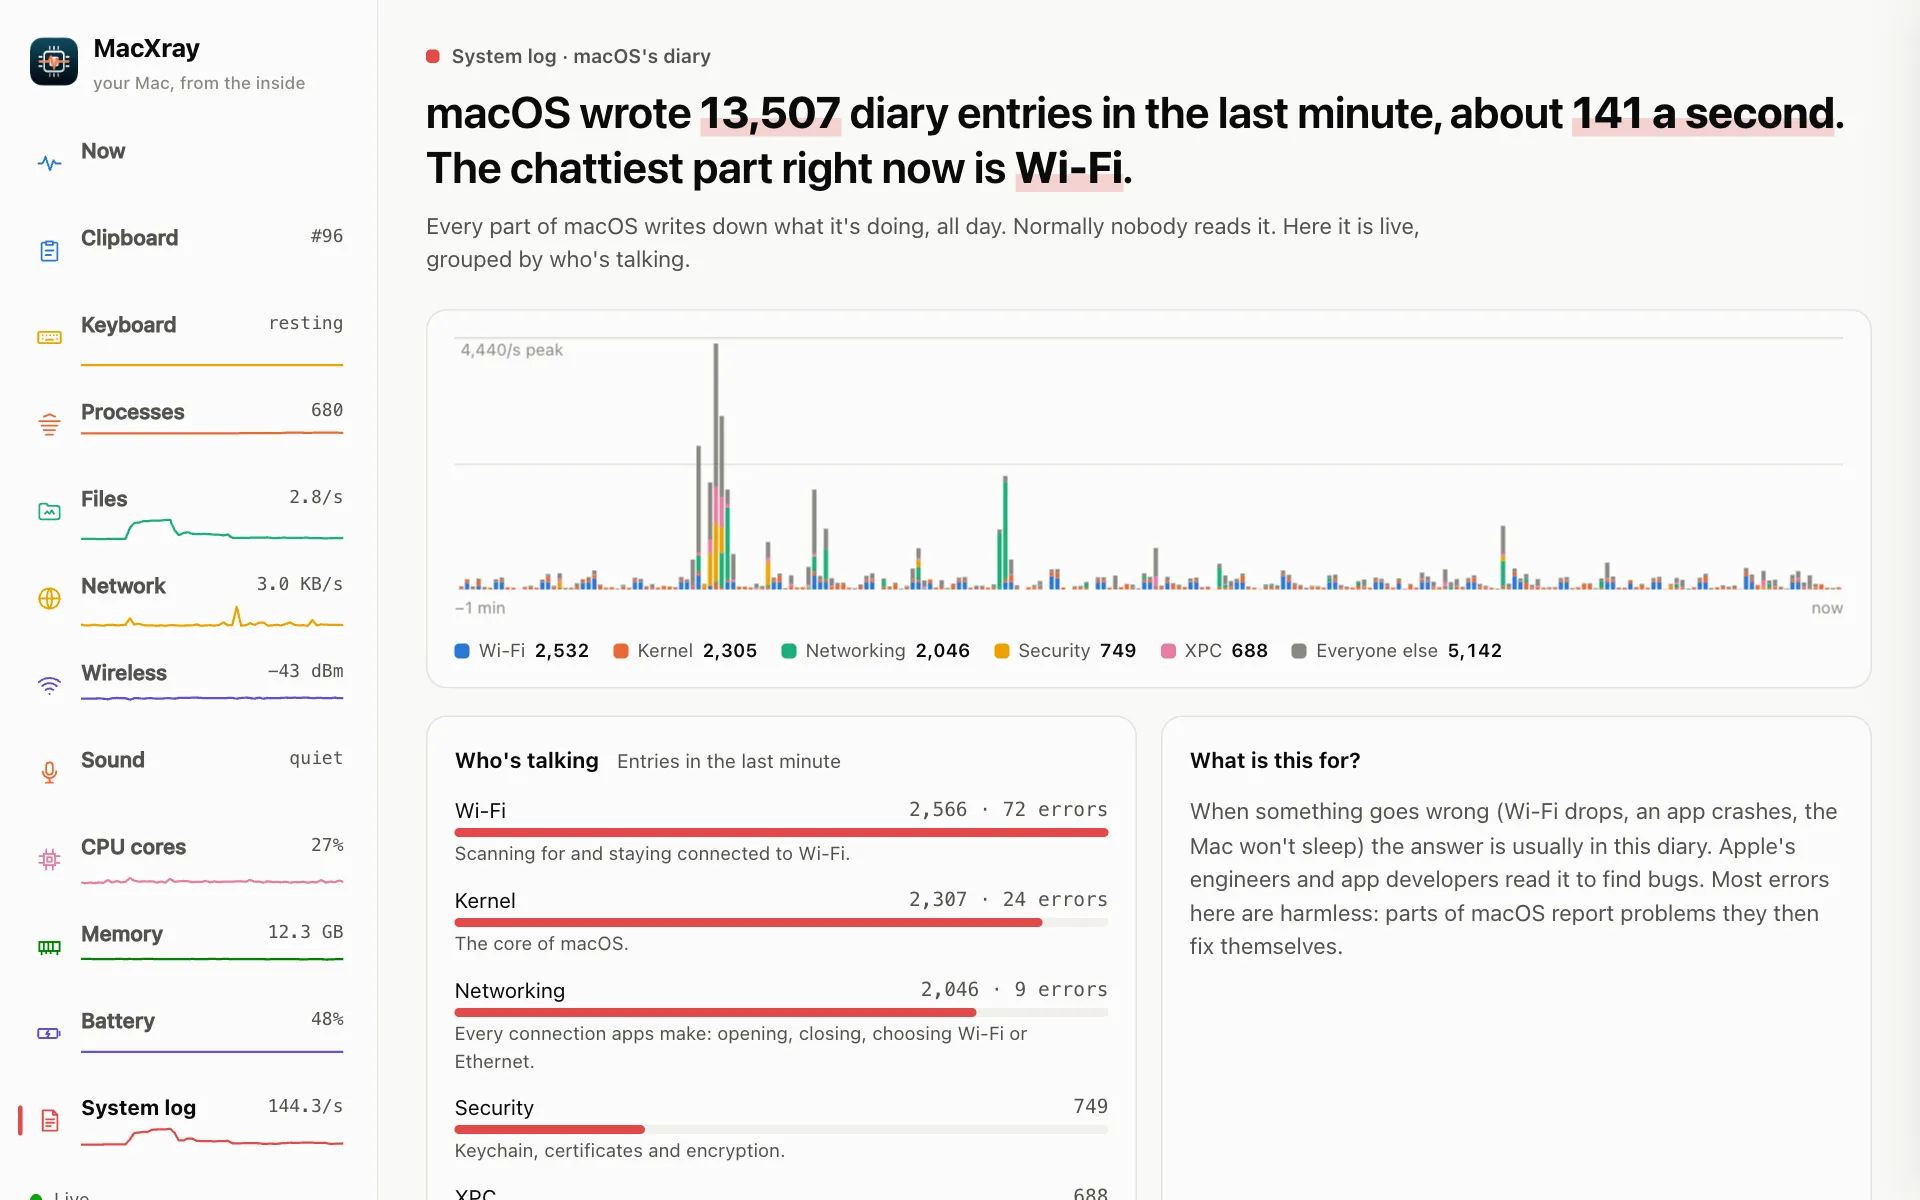 MacXray
your Mac, from the inside
Now
Clipboard #96
Keyboard resting
Processes 680
Files 2.8/s
Network 3.0 KB/s
Wireless −43 dBm
Sound quiet
CPU cores 27%
Memory 12.3 GB
Battery 48%
System log 144.3/s
Live
System log · macOS's diary
macOS wrote 13,507 diary entries in the last minute, about 141 a second.
The chattiest part right now is Wi-Fi.
Every part of macOS writes down what it's doing, all day. Normally nobody reads it. Here it is live,
grouped by who's talking.
4,440/s peak
−1 min now
Wi-Fi 2,532 Kernel 2,305 Networking 2,046 Security 749 XPC 688 Everyone else 5,142
Who's talking Entries in the last minute
Wi-Fi 2,566 · 72 errors
Scanning for and staying connected to Wi-Fi.
Kernel 2,307 · 24 errors
The core of macOS.
Networking 2,046 · 9 errors
Every connection apps make: opening, closing, choosing Wi-Fi or
Ethernet.
Security 749
Keychain, certificates and encryption.
XPC 688
What is this for?
When something goes wrong (Wi-Fi drops, an app crashes, the
Mac won't sleep) the answer is usually in this diary. Apple's
engineers and app developers read it to find bugs. Most errors
here are harmless: parts of macOS report problems they then
fix themselves.